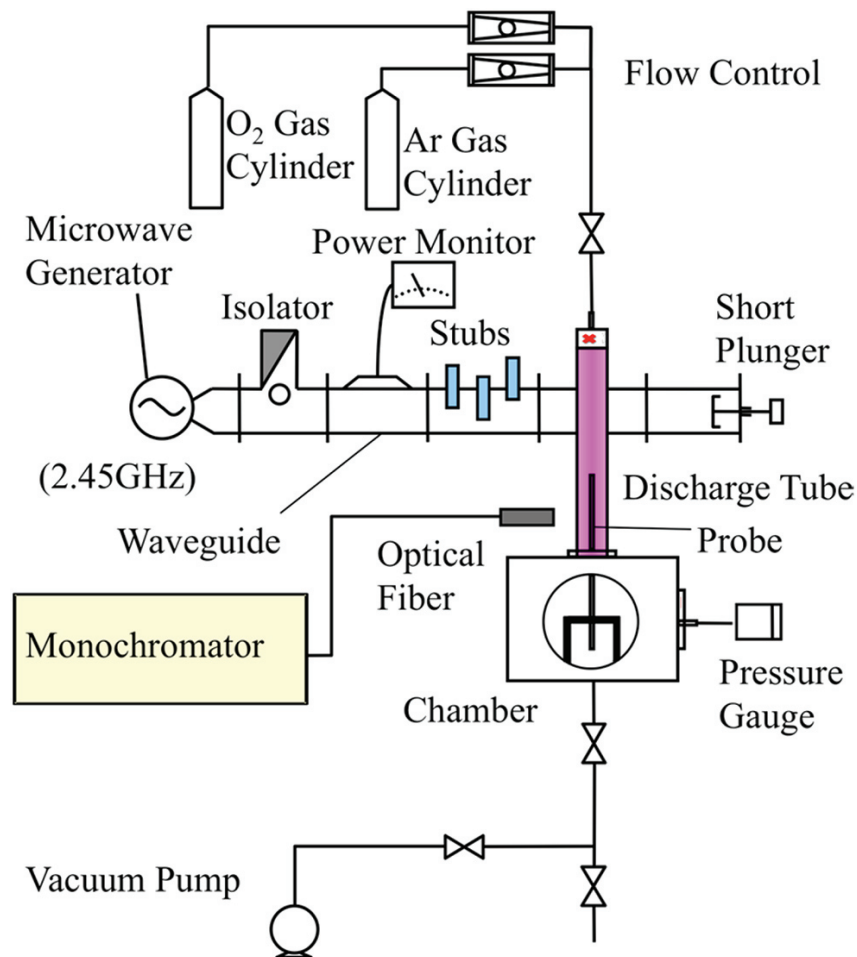 Flow Control
O₂ Gas
Cylinder
Ar Gas
Cylinder
Microwave
Generator
Power Monitor
Isolator
Stubs
Short
Plunger
(2.45GHz)
Waveguide
Discharge Tube
Probe
Optical
Fiber
Monochromator
Pressure
Gauge
Chamber
Vacuum Pump